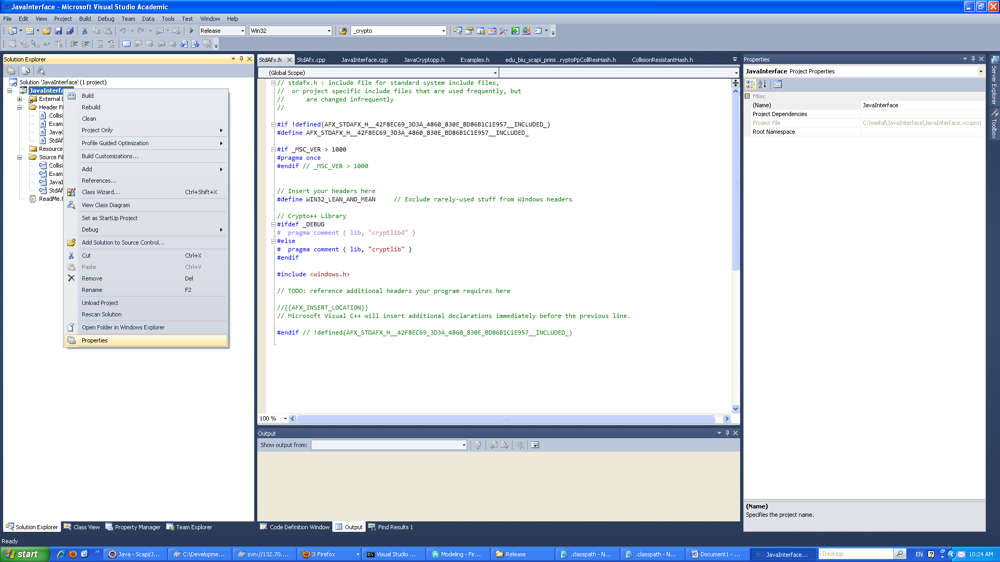 JavaInterface - Microsoft Visual Studio Academic
File Edit View Project Build Debug Team Data Tools Test Window Help
Release Win32 _crypto
Solution Explorer
Solution 'JavaInterface' (1 project)
JavaInterfa
External D
Header Fi
Collisi
Exam
JavaC
StdAf
Resource
Source Fil
Collisi
Exam
JavaI
StdAf
ReadMe.t
Build
Rebuild
Clean
Project Only
Profile Guided Optimization
Build Customizations...
Add
References...
Class Wizard... Ctrl+Shift+X
View Class Diagram
Set as StartUp Project
Debug
Add Solution to Source Control...
Cut Ctrl+X
Paste Ctrl+V
Remove Del
Rename F2
Unload Project
Rescan Solution
Open Folder in Windows Explorer
Properties
Solution Explorer Class View Property Manager Team Explorer
StdAfx.h StdAfx.cpp JavaInterface.cpp JavaCryptopp.h Examples.h edu_biu_scapi_primi...ryptoPpCollResHash.h CollisionResistantHash.h
(Global Scope)
// stdafx.h : include file for standard system include files,
//  or project specific include files that are used frequently, but
//      are changed infrequently
//
#if !defined(AFX_STDAFX_H__42F8EC69_3D3A_4860_830E_BD86B1C1E957__INCLUDED_)
#define AFX_STDAFX_H__42F8EC69_3D3A_4860_830E_BD86B1C1E957__INCLUDED_
#if _MSC_VER > 1000
#pragma once
#endif // _MSC_VER > 1000
// Insert your headers here
#define WIN32_LEAN_AND_MEAN     // Exclude rarely-used stuff from Windows headers
// Crypto++ Library
#ifdef _DEBUG
#  pragma comment ( lib, "cryptlibd" )
#else
#  pragma comment ( lib, "cryptlib" )
#endif
#include <windows.h>
// TODO: reference additional headers your program requires here
//{{AFX_INSERT_LOCATION}}
// Microsoft Visual C++ will insert additional declarations immediately before the previous line.
#endif // !defined(AFX_STDAFX_H__42F8EC69_3D3A_4860_830E_BD86B1C1E957__INCLUDED_)
100 %
Output
Show output from:
Code Definition Window Output Find Results 1
Properties
JavaInterface Project Properties
Misc
(Name) JavaInterface
Project Dependencies
Project File C:\meital\JavaInterface\JavaInterface.vcxproj
Root Namespace
(Name)
Specifies the project name.
Server Explorer
Toolbox
Ready
start Java - Scapi/J... C:\Developme... svn://132.70.... 3 Firefox Visual Studio ... Modeling - Fir... Release .classpath - N... .classpath - N... Document1 - ... JavaInterface... Desktop EN 10:24 AM